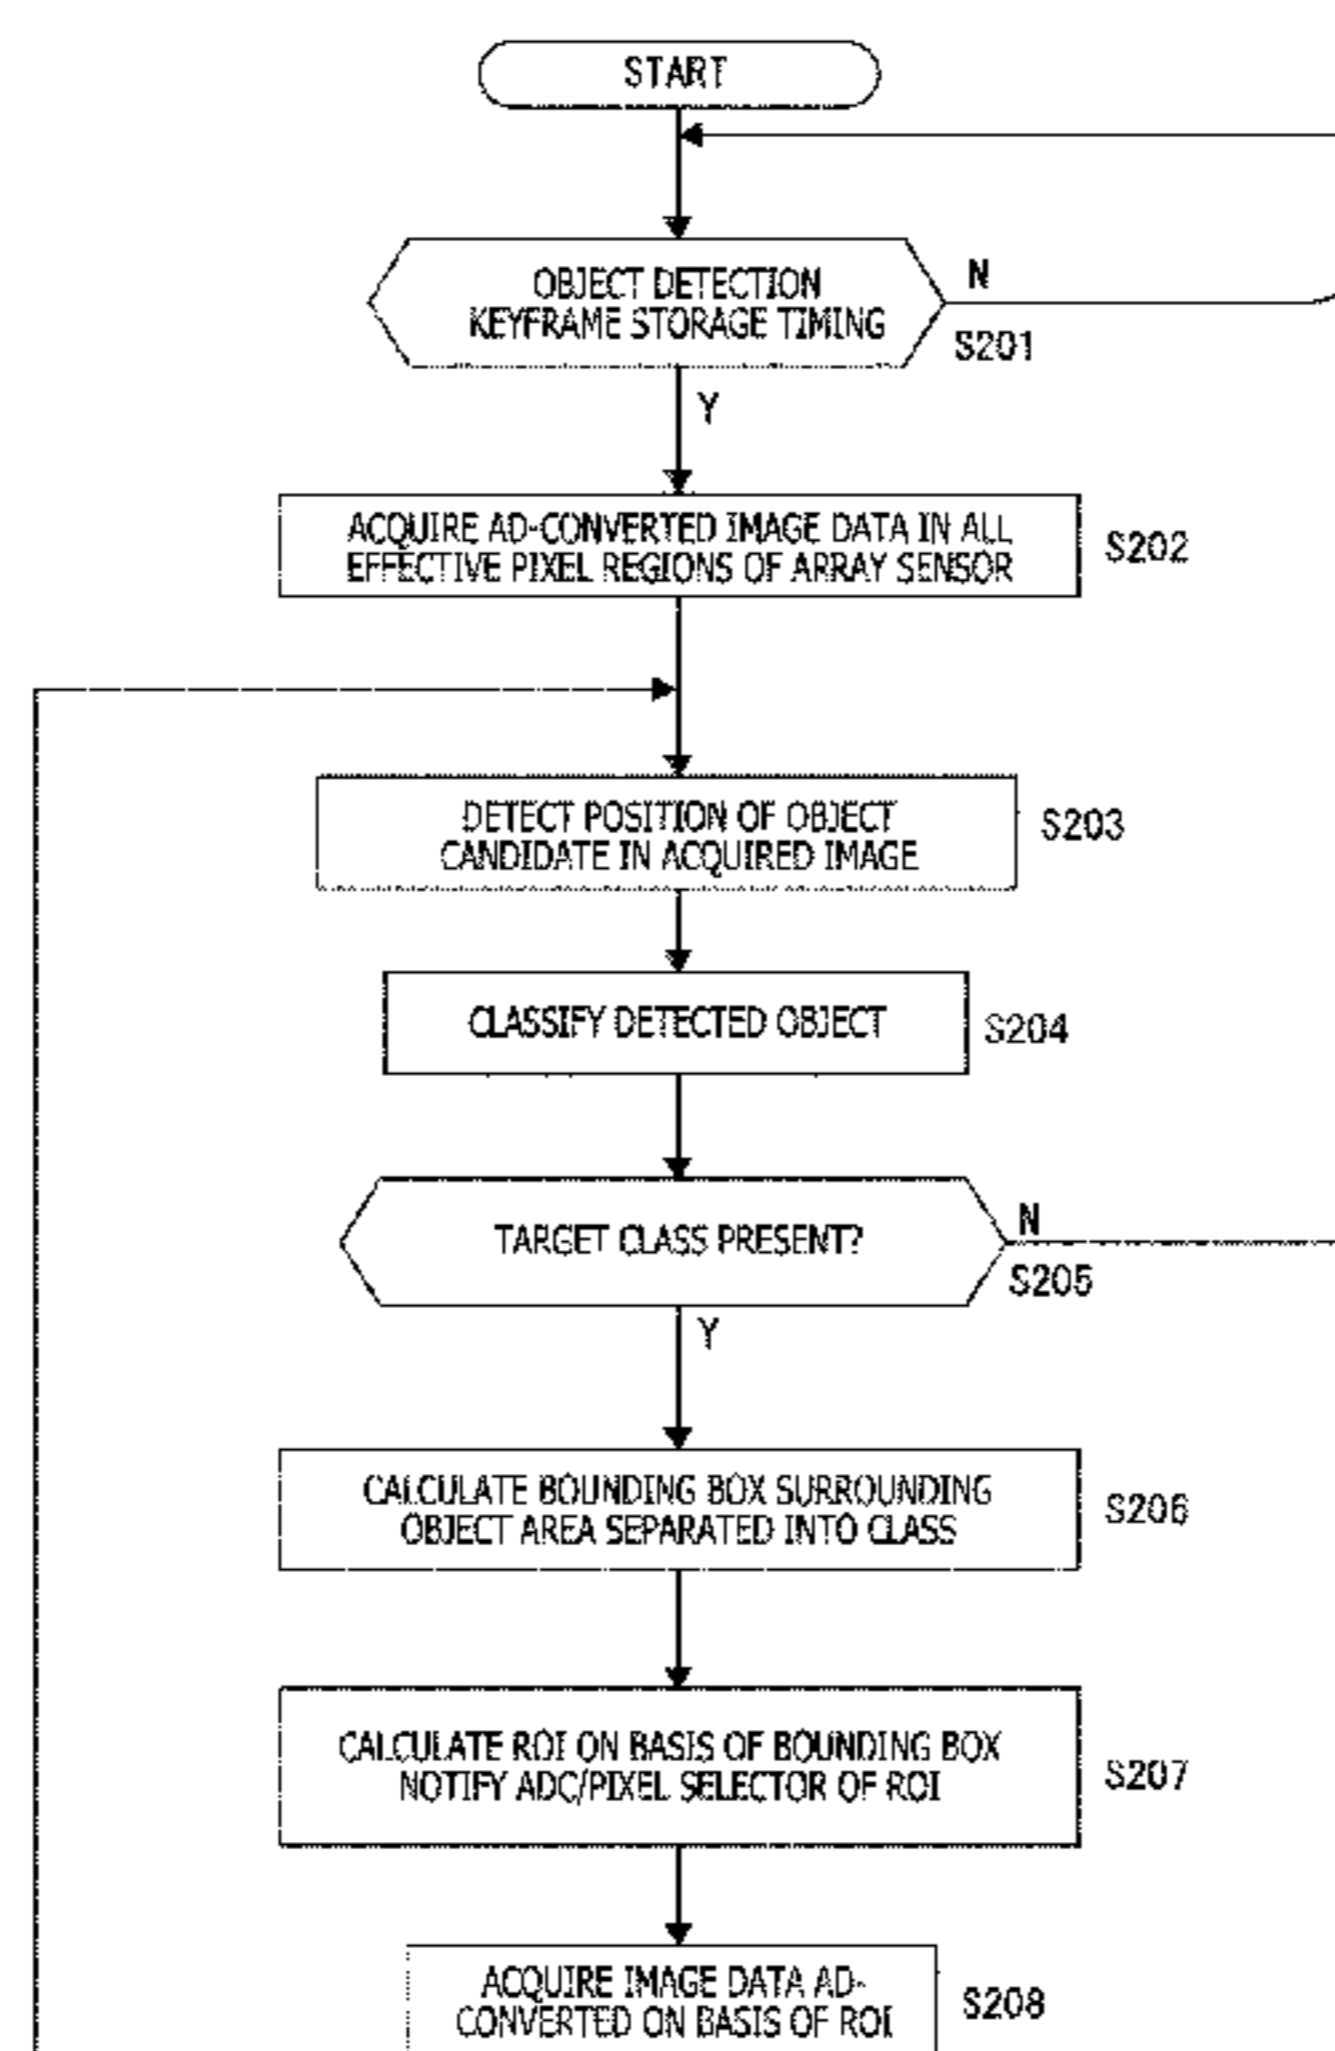 START
OBJECT DETECTION
KEYFRAME STORAGE TIMING
N
S201
Y
ACQUIRE AD-CONVERTED IMAGE DATA IN ALL
EFFECTIVE PIXEL REGIONS OF ARRAY SENSOR
S202
DETECT POSITION OF OBJECT
CANDIDATE IN ACQUIRED IMAGE
S203
CLASSIFY DETECTED OBJECT
S204
TARGET CLASS PRESENT?
N
S205
Y
CALCULATE BOUNDING BOX SURROUNDING
OBJECT AREA SEPARATED INTO CLASS
S206
CALCULATE ROI ON BASIS OF BOUNDING BOX
NOTIFY ADC/PIXEL SELECTOR OF ROI
S207
ACQUIRE IMAGE DATA AD-
CONVERTED ON BASIS OF ROI
S208